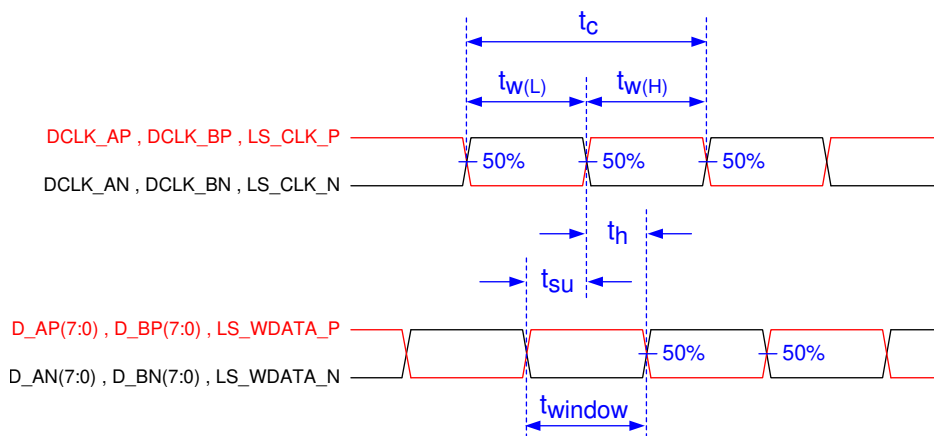 tc
tw(L) tw(H)
DCLK_AP , DCLK_BP , LS_CLK_P
50% 50% 50%
DCLK_AN , DCLK_BN , LS_CLK_N
th
tsu
D_AP(7:0) , D_BP(7:0) , LS_WDATA_P
50% 50%
D_AN(7:0) , D_BN(7:0) , LS_WDATA_N
twindow